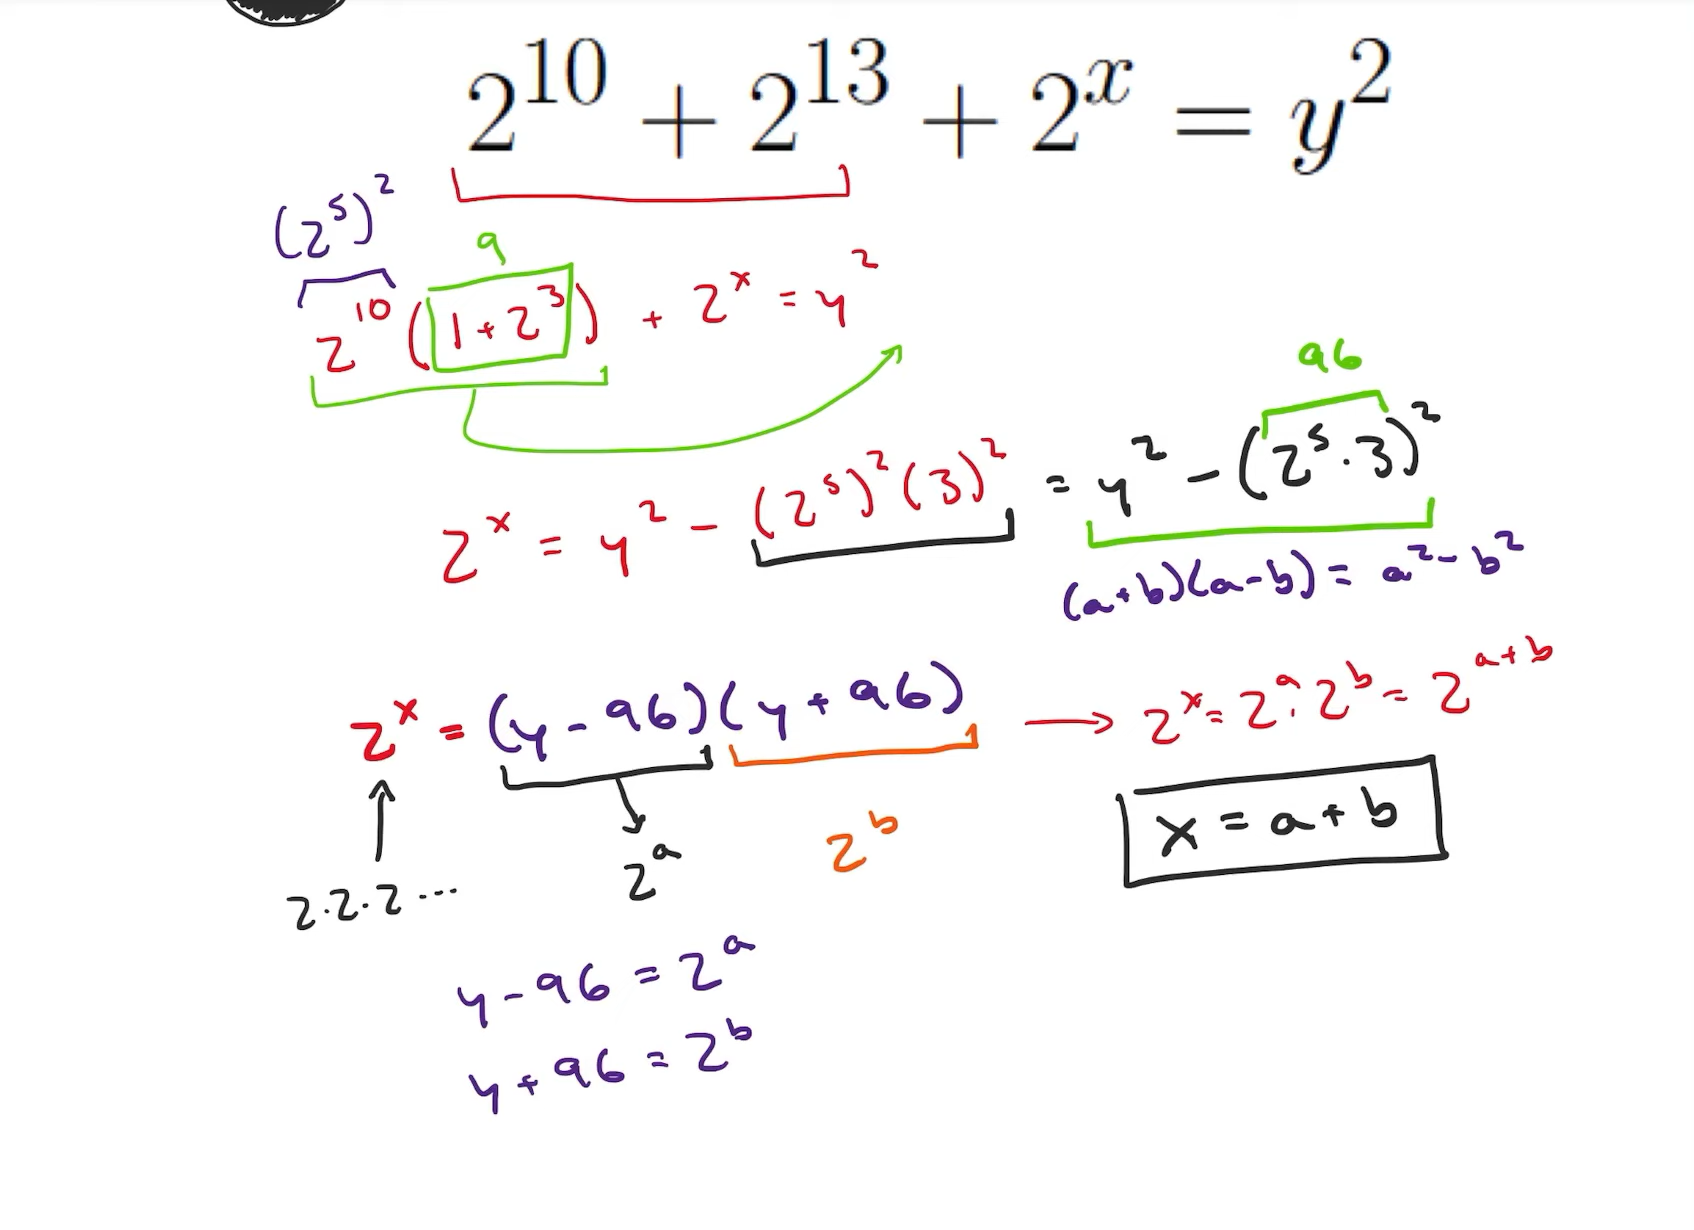 2^10 + 2^13 + 2^x = y^2
(2^5)^2
9
2^10 (1 + 2^3) + 2^x = y^2
96
2^x = y^2 - (2^5)^2 (3)^2 = y^2 - (2^5 · 3)^2
(a+b)(a-b) = a^2 - b^2
2^x = (y - 96)(y + 96) → 2^x = 2^a · 2^b = 2^(a+b)
x = a + b
2^a 2^b
2·2·2···
y - 96 = 2^a
y + 96 = 2^b